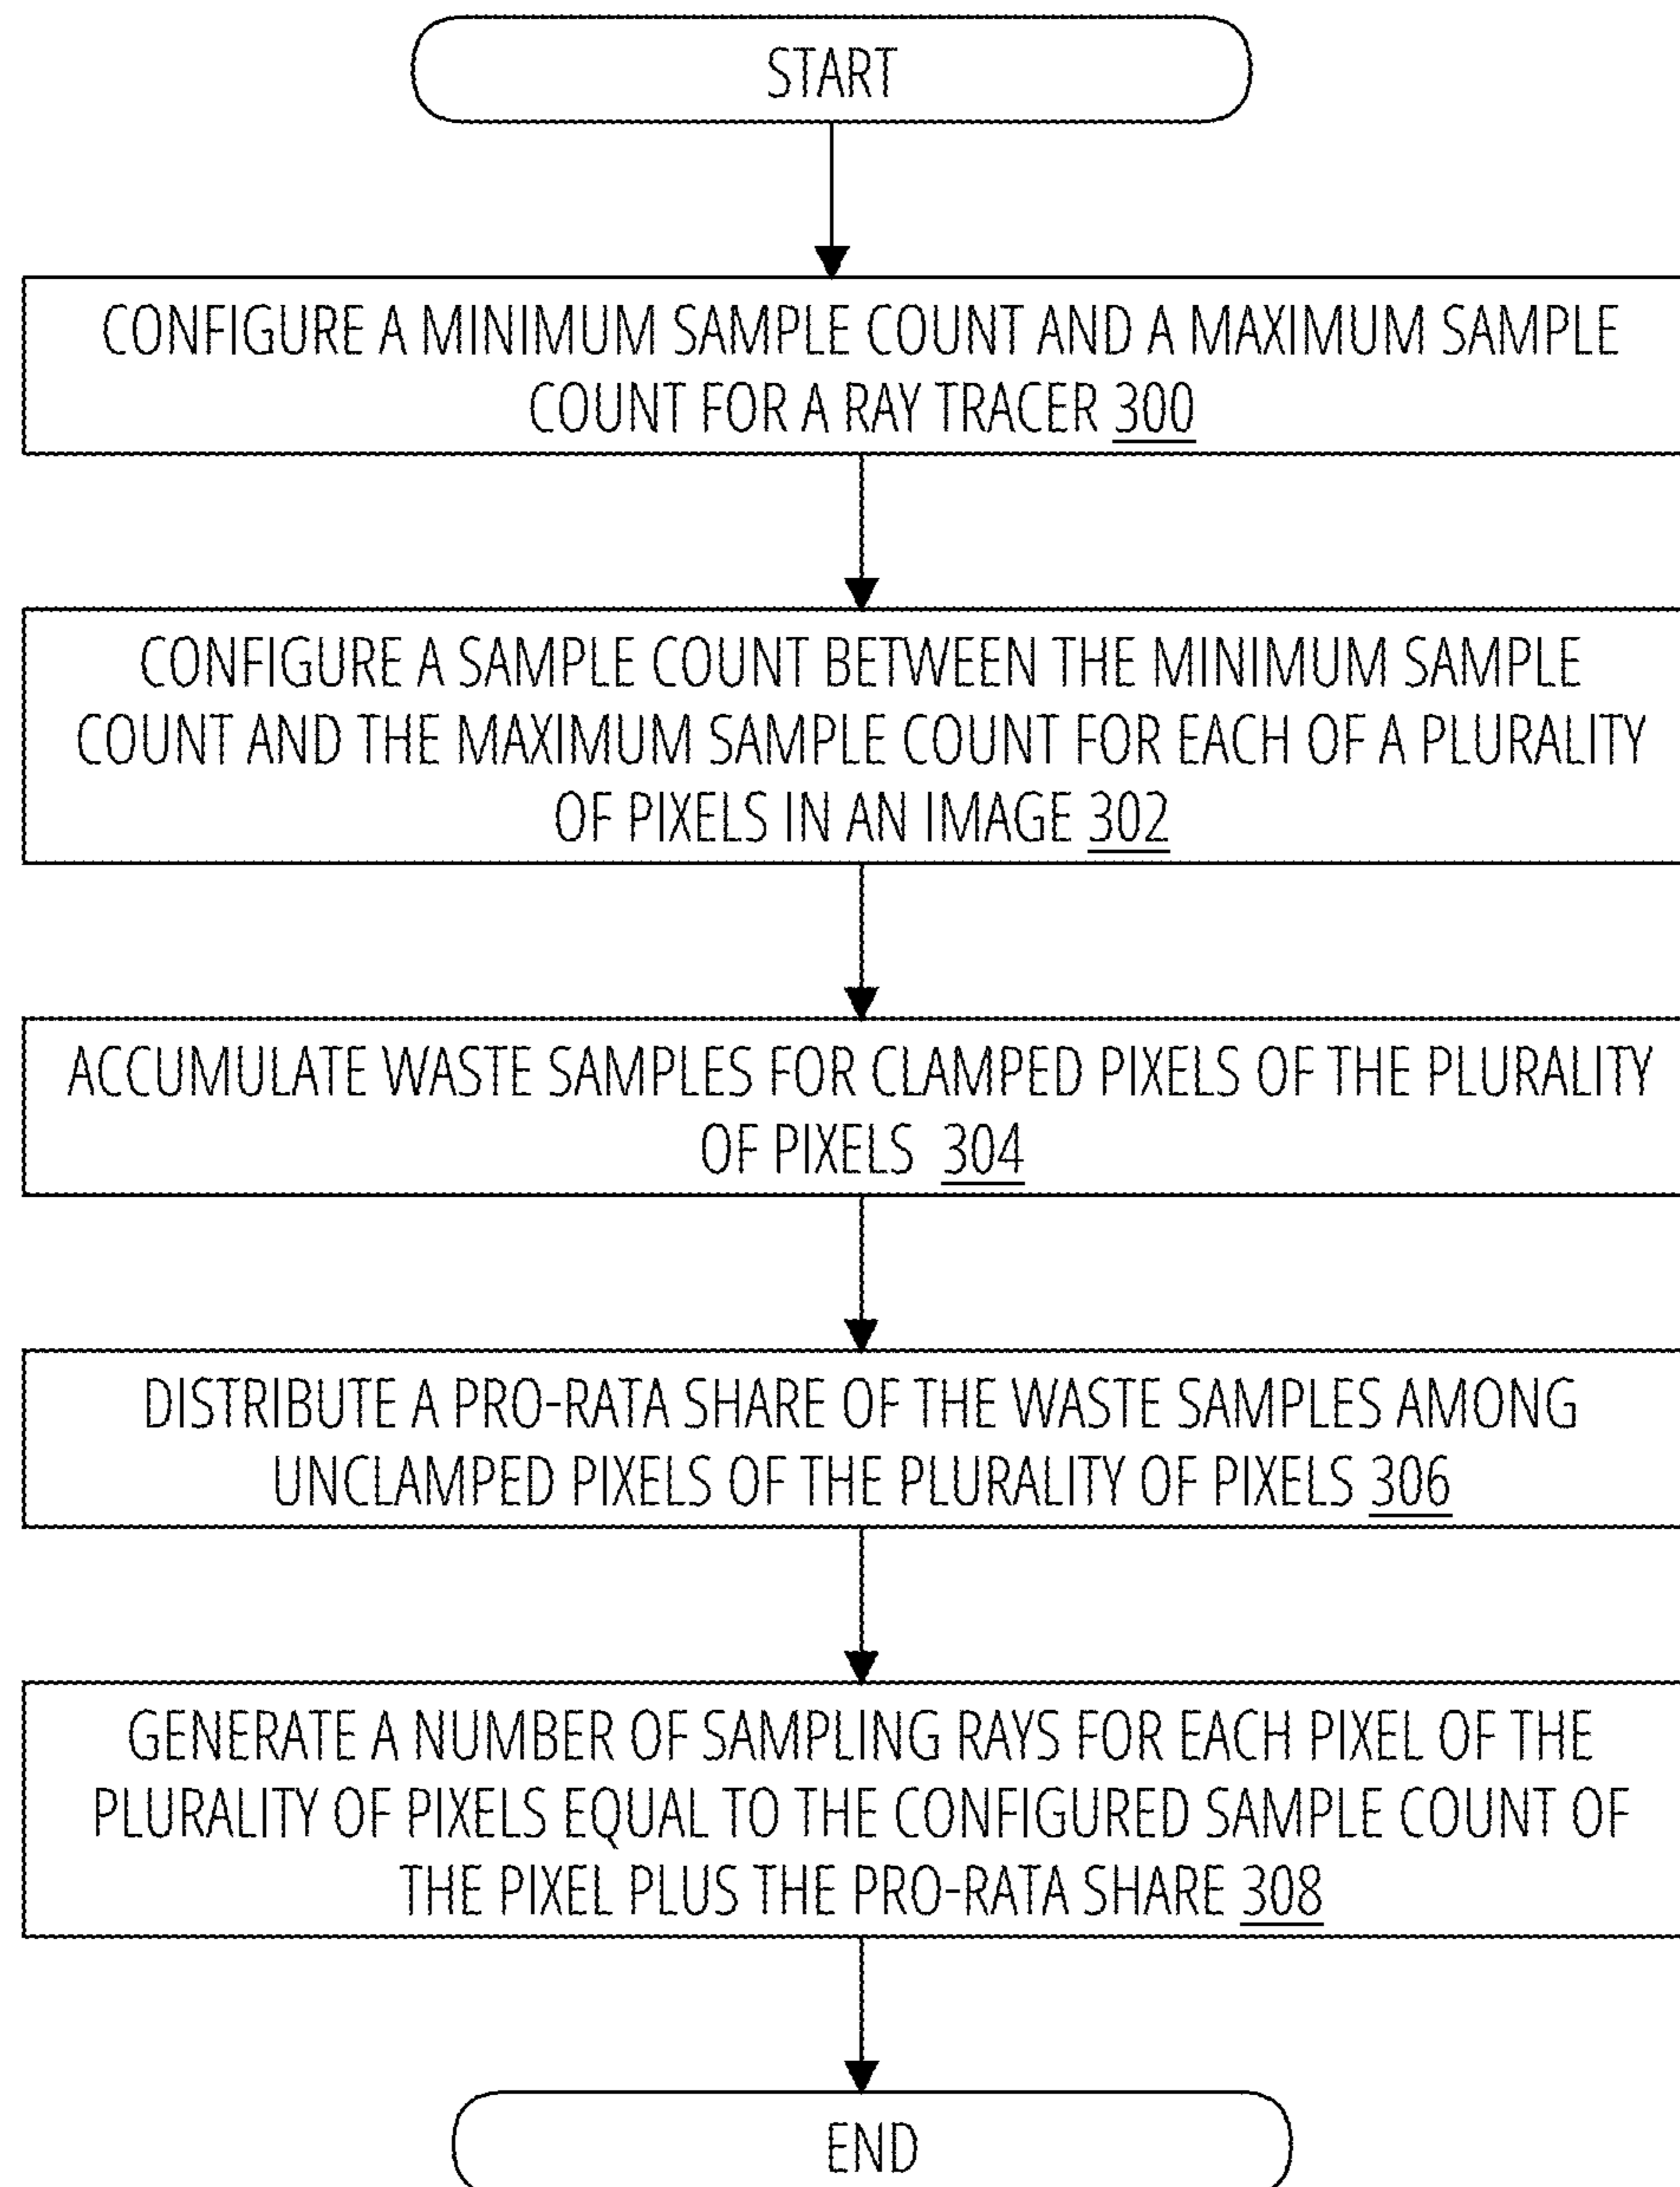 START
CONFIGURE A MINIMUM SAMPLE COUNT AND A MAXIMUM SAMPLE
COUNT FOR A RAY TRACER 300
CONFIGURE A SAMPLE COUNT BETWEEN THE MINIMUM SAMPLE
COUNT AND THE MAXIMUM SAMPLE COUNT FOR EACH OF A PLURALITY
OF PIXELS IN AN IMAGE 302
ACCUMULATE WASTE SAMPLES FOR CLAMPED PIXELS OF THE PLURALITY
OF PIXELS 304
DISTRIBUTE A PRO-RATA SHARE OF THE WASTE SAMPLES AMONG
UNCLAMPED PIXELS OF THE PLURALITY OF PIXELS 306
GENERATE A NUMBER OF SAMPLING RAYS FOR EACH PIXEL OF THE
PLURALITY OF PIXELS EQUAL TO THE CONFIGURED SAMPLE COUNT OF
THE PIXEL PLUS THE PRO-RATA SHARE 308
END